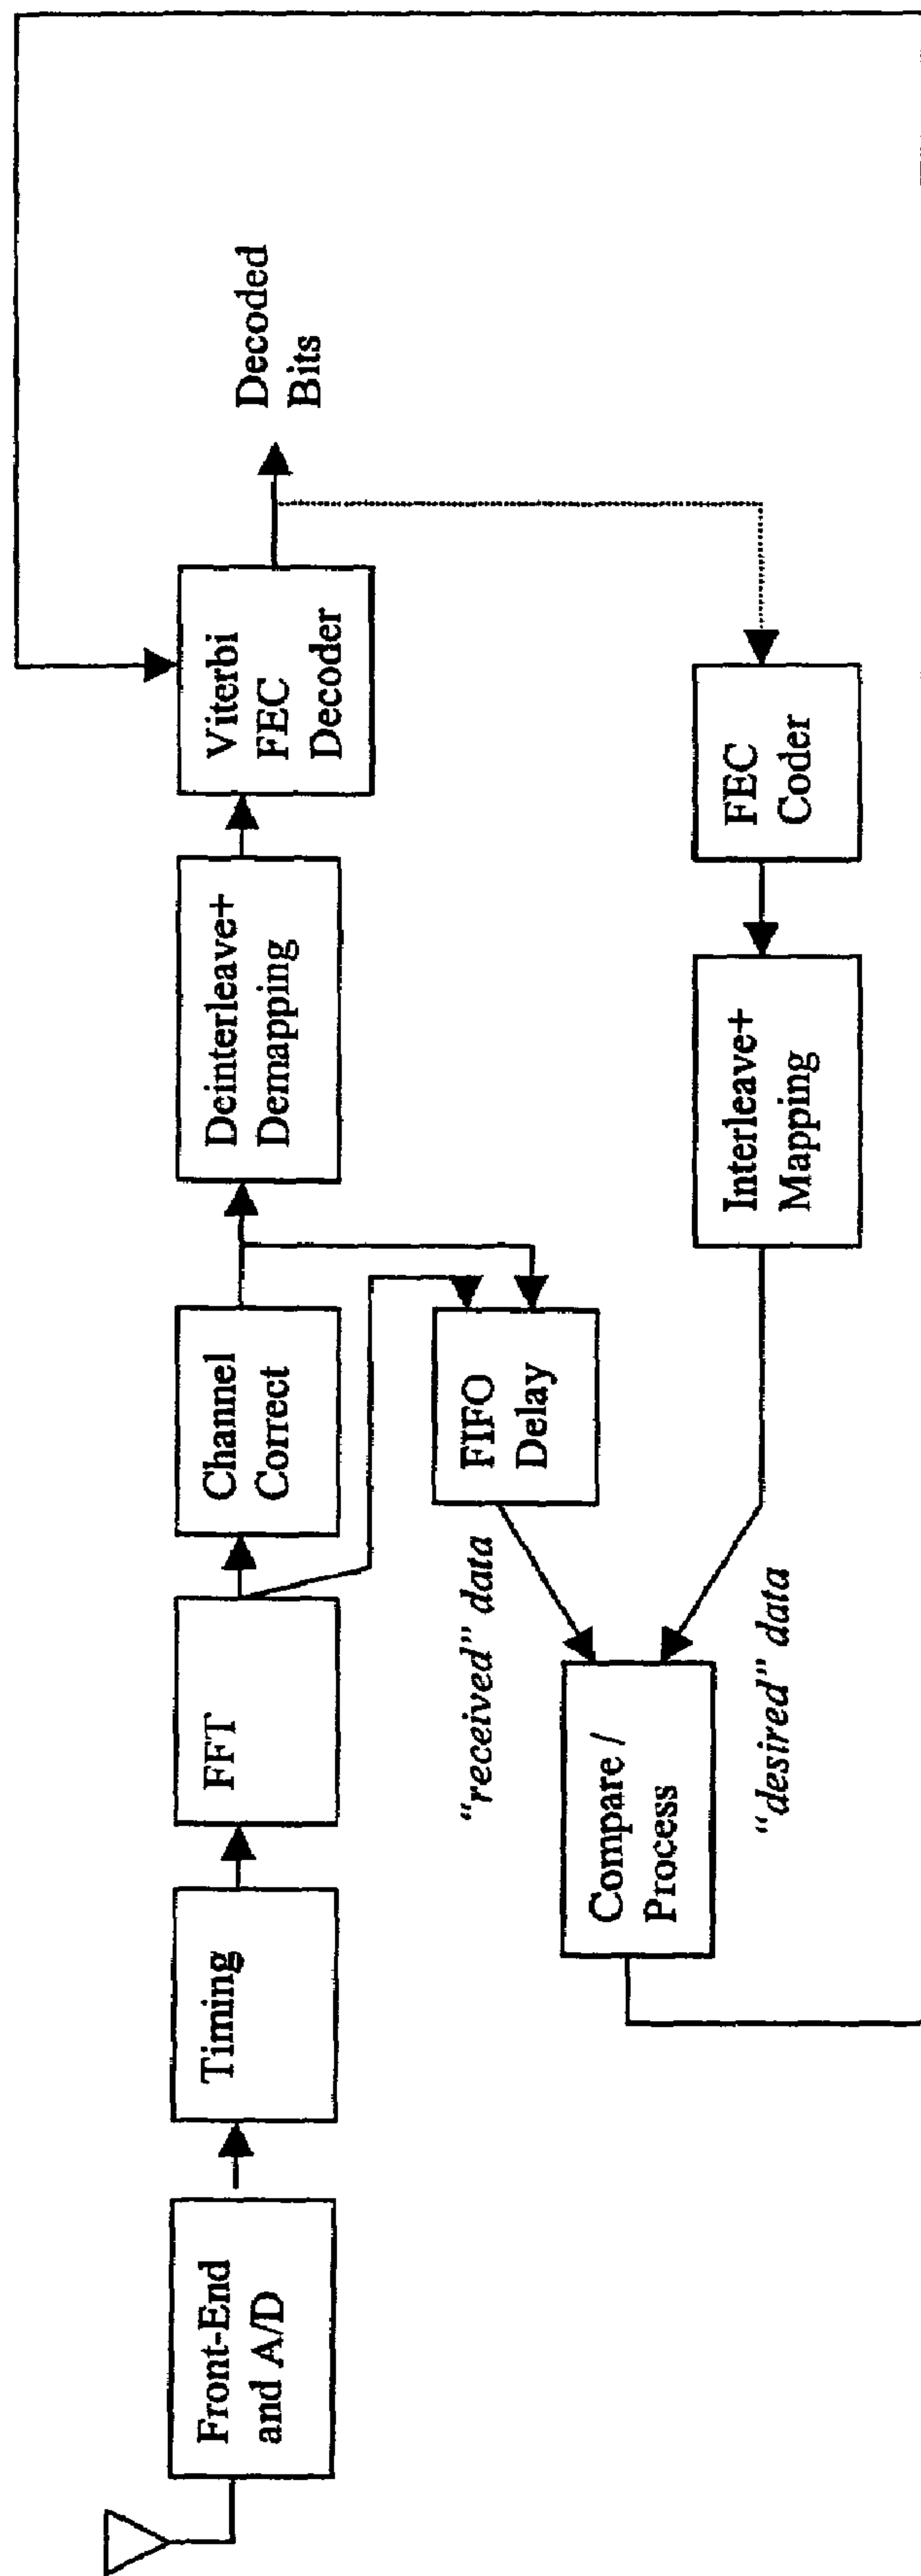 Front-End
and A/D
Timing
FFT
Channel
Correct
Deinterleave+
Demapping
Viterbi
FEC
Decoder
Decoded
Bits
FIFO
Delay
"received" data
Compare /
Process
"desired" data
Interleave+
Mapping
FEC
Coder